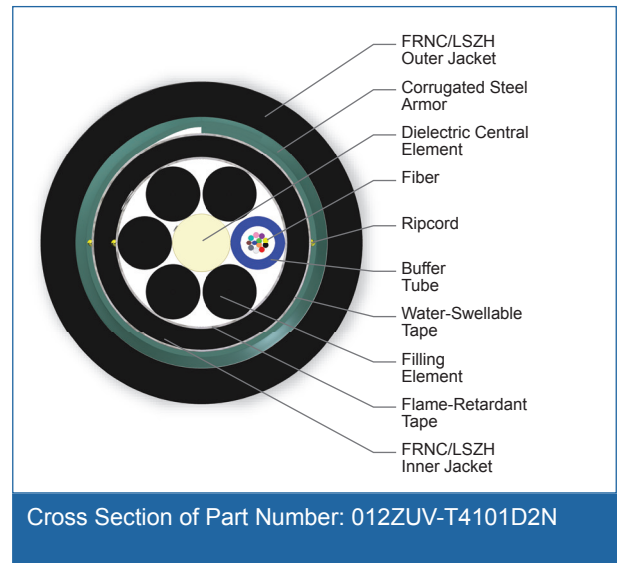 FRNC/LSZH
Outer Jacket
Corrugated Steel
Armor
Dielectric Central
Element
Fiber
Ripcord
Buffer
Tube
Water-Swellable
Tape
Filling
Element
Flame-Retardant
Tape
FRNC/LSZH
Inner Jacket
Cross Section of Part Number: 012ZUV-T4101D2N